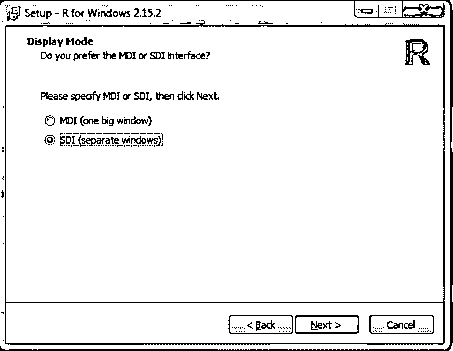 Setup - R for Windows 2.15.2
Display Mode
Do you prefer the MDI or SDI interface?
R
Please specify MDI or SDI, then click Next.
MDI (one big window)
SDI (separate windows)
< Back
Next >
Cancel